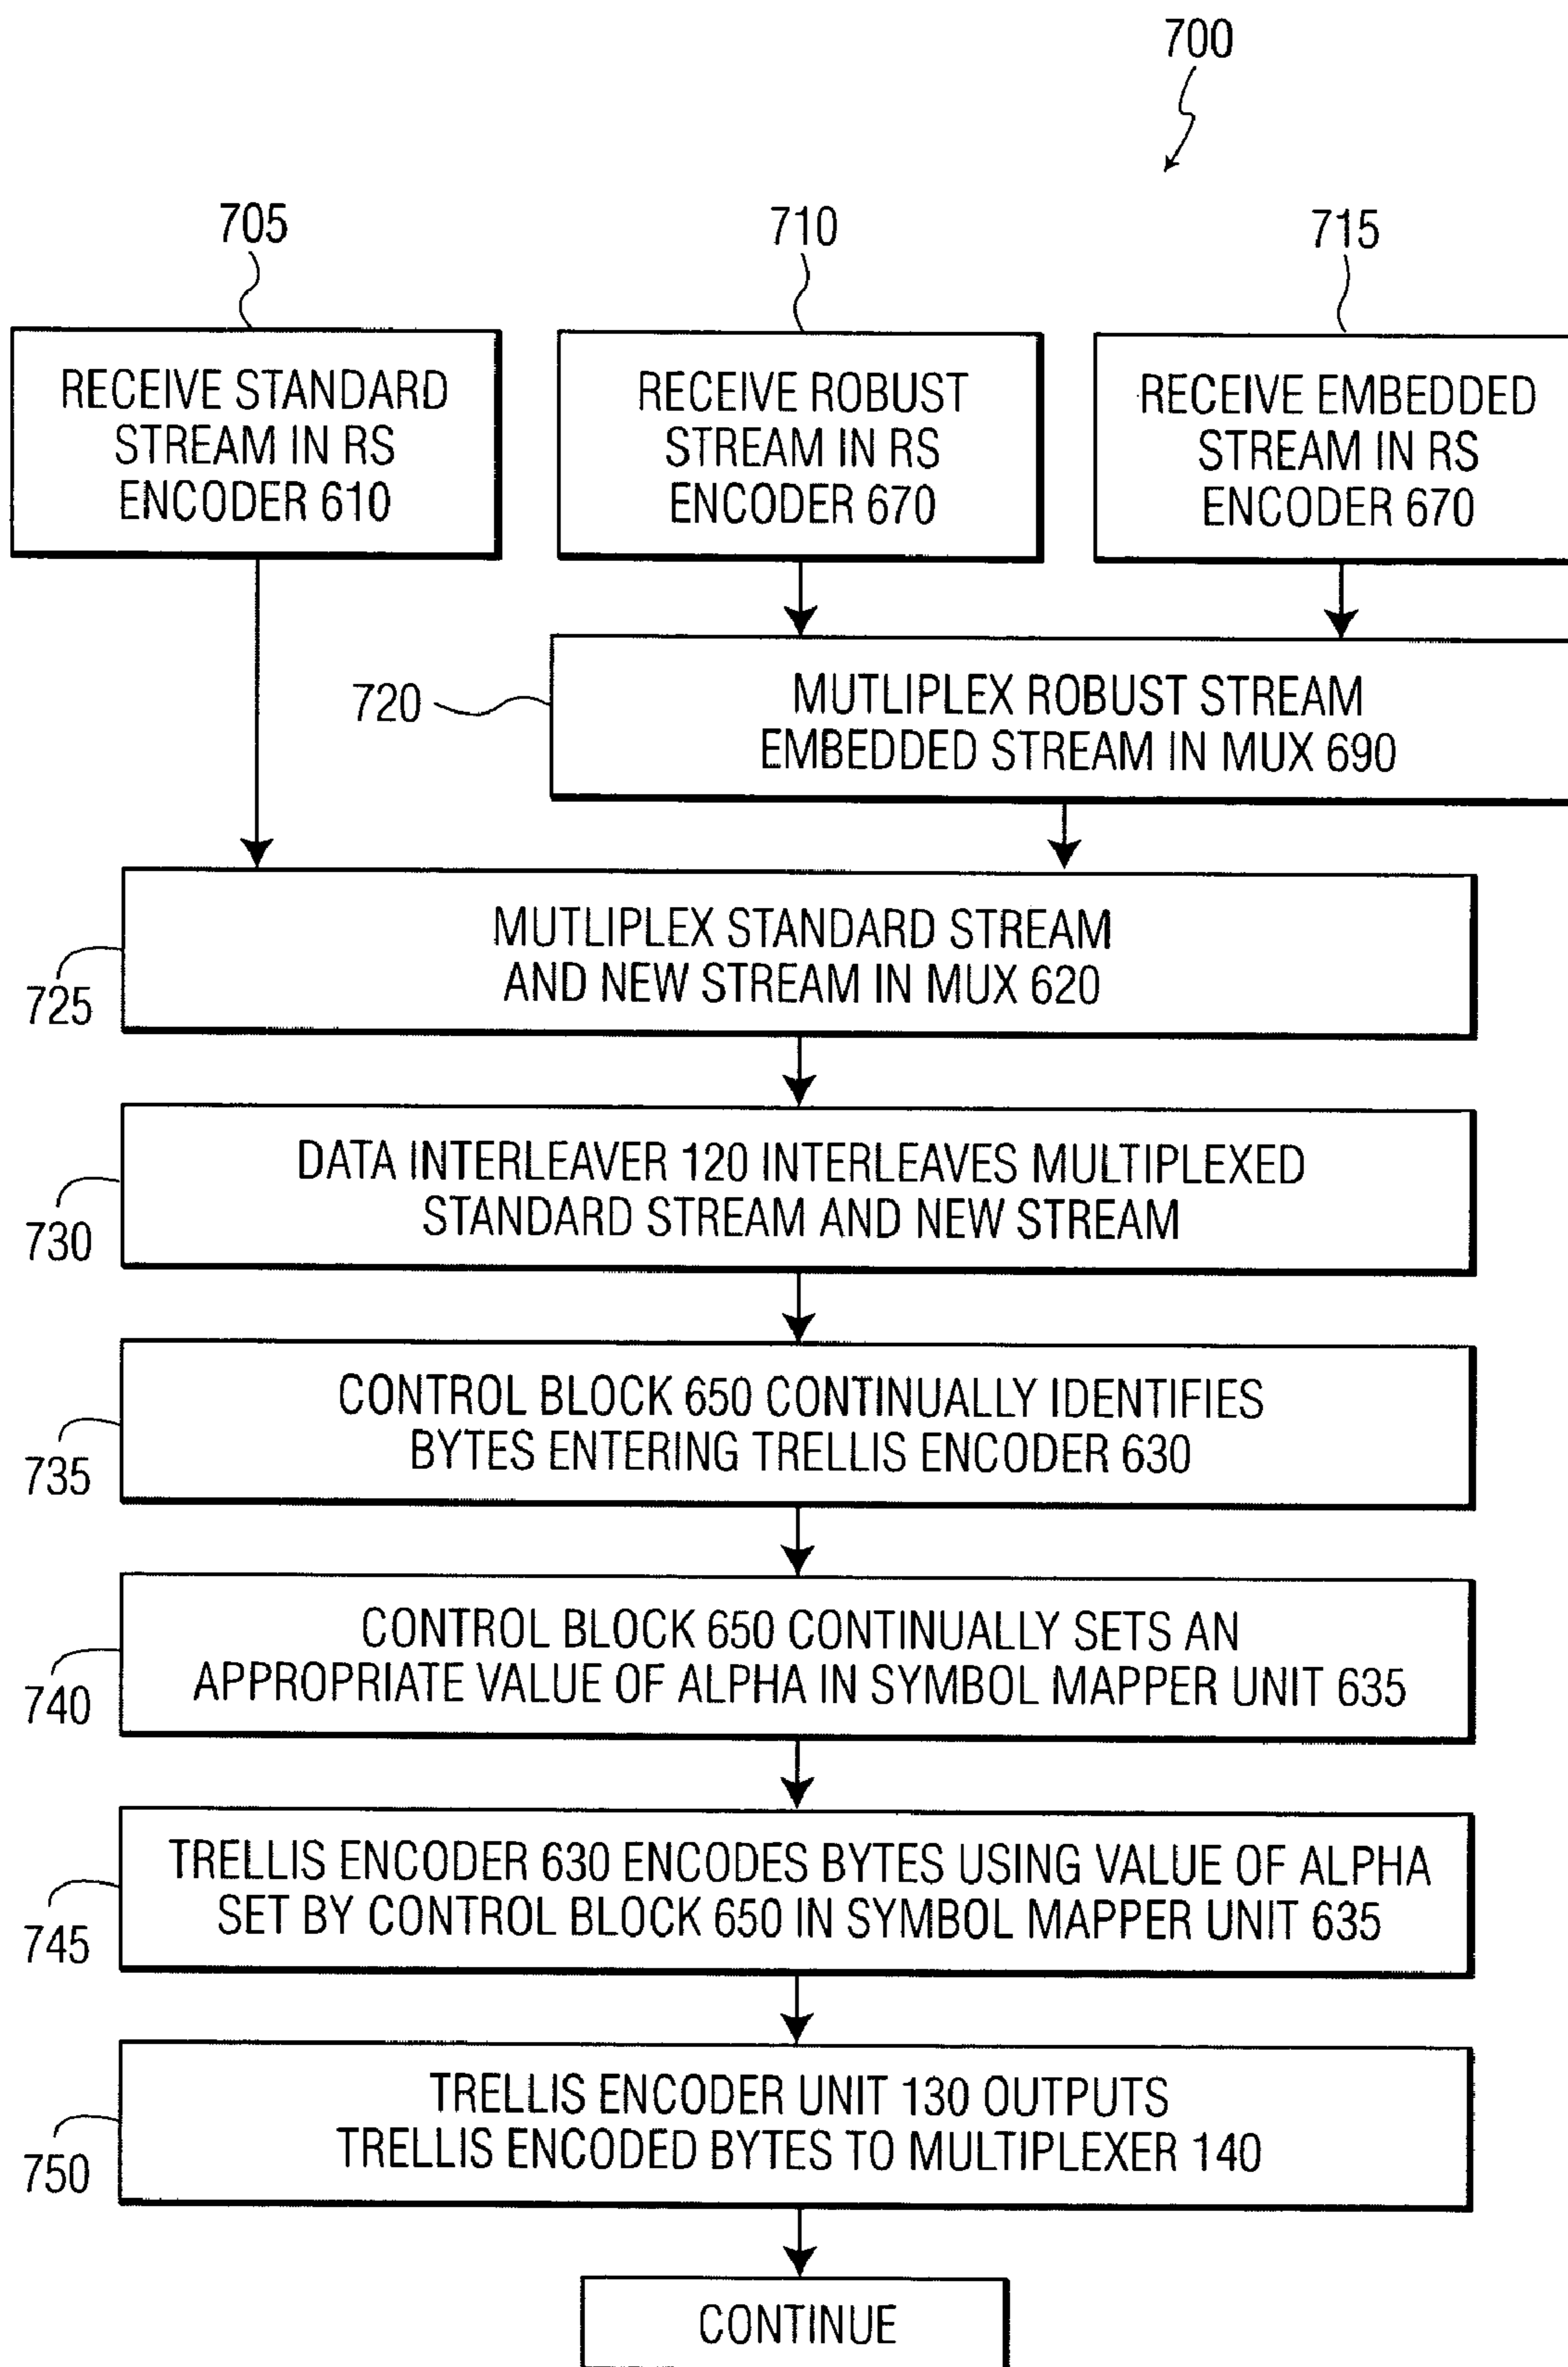 700
705
710
715
RECEIVE STANDARD
STREAM IN RS
ENCODER 610
RECEIVE ROBUST
STREAM IN RS
ENCODER 670
RECEIVE EMBEDDED
STREAM IN RS
ENCODER 670
720
MUTLIPLEX ROBUST STREAM
EMBEDDED STREAM IN MUX 690
725
MUTLIPLEX STANDARD STREAM
AND NEW STREAM IN MUX 620
730
DATA INTERLEAVER 120 INTERLEAVES MULTIPLEXED
STANDARD STREAM AND NEW STREAM
735
CONTROL BLOCK 650 CONTINUALLY IDENTIFIES
BYTES ENTERING TRELLIS ENCODER 630
740
CONTROL BLOCK 650 CONTINUALLY SETS AN
APPROPRIATE VALUE OF ALPHA IN SYMBOL MAPPER UNIT 635
745
TRELLIS ENCODER 630 ENCODES BYTES USING VALUE OF ALPHA
SET BY CONTROL BLOCK 650 IN SYMBOL MAPPER UNIT 635
750
TRELLIS ENCODER UNIT 130 OUTPUTS
TRELLIS ENCODED BYTES TO MULTIPLEXER 140
CONTINUE